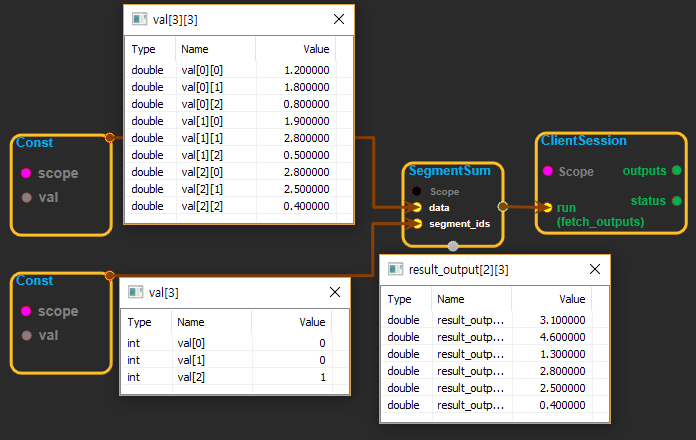 val[3][3]
Type Name Value
double val[0][0] 1.200000
double val[0][1] 1.800000
double val[0][2] 0.800000
double val[1][0] 1.900000
double val[1][1] 2.800000
double val[1][2] 0.500000
double val[2][0] 2.800000
double val[2][1] 2.500000
double val[2][2] 0.400000
Const
scope
val
SegmentSum
Scope
data
segment_ids
ClientSession
Scope outputs
status
run
(fetch_outputs)
Const
scope
val
val[3]
Type Name Value
int val[0] 0
int val[1] 0
int val[2] 1
result_output[2][3]
Type Name Value
double result_outp... 3.100000
double result_outp... 4.600000
double result_outp... 1.300000
double result_outp... 2.800000
double result_outp... 2.500000
double result_outp... 0.400000